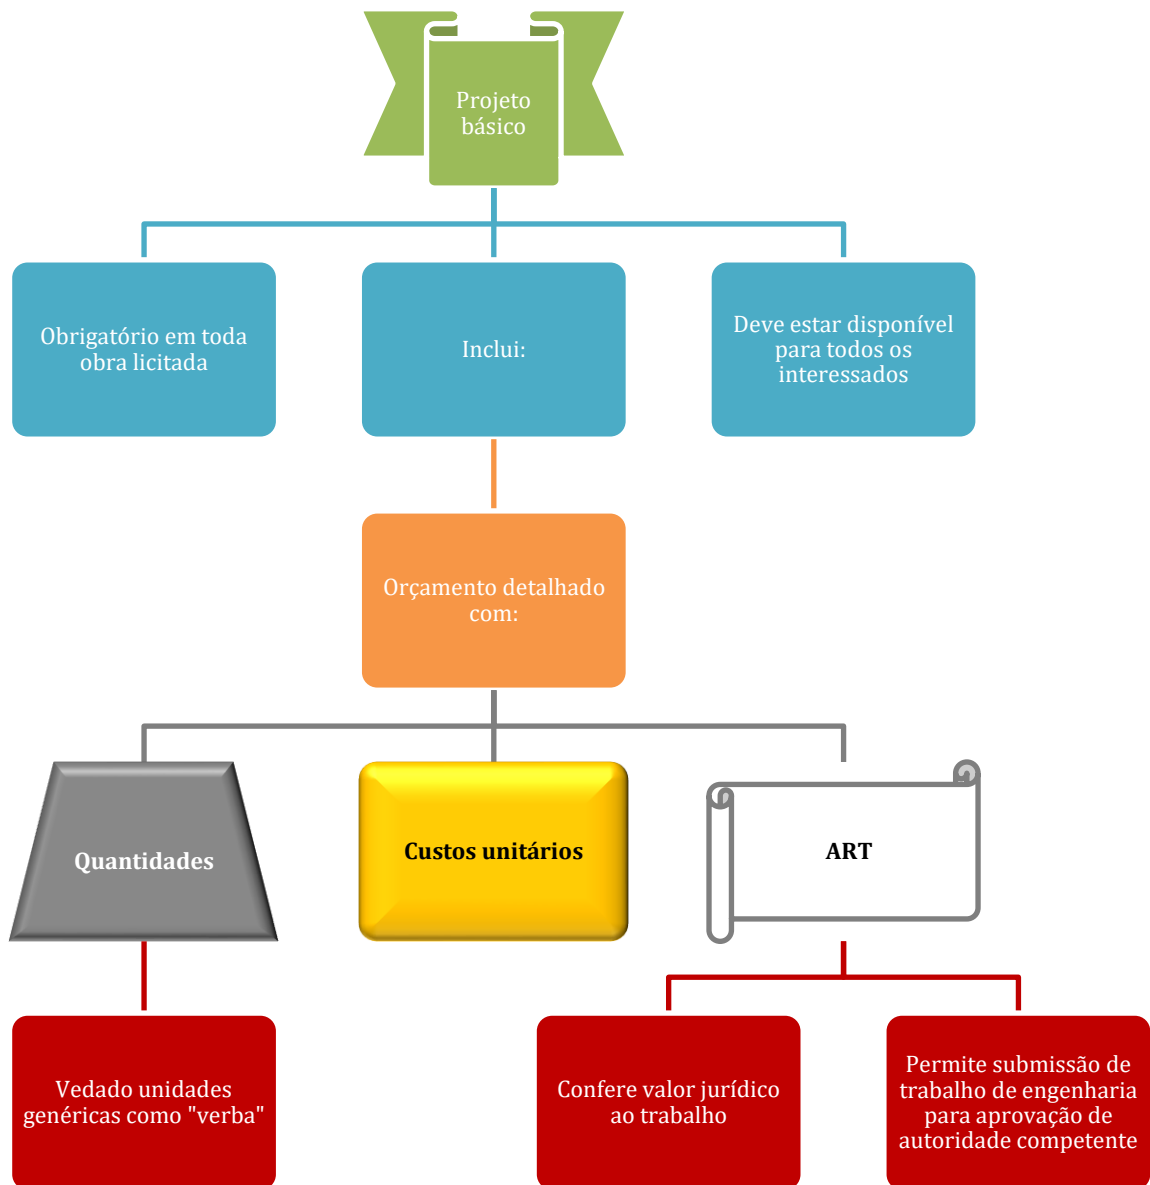 Projeto
básico
Obrigatório em toda
obra licitada
Inclui:
Deve estar disponível
para todos os
interessados
Orçamento detalhado
com:
Quantidades
Custos unitários
ART
Vedado unidades
genéricas como "verba"
Confere valor jurídico
ao trabalho
Permite submissão de
trabalho de engenharia
para aprovação de
autoridade competente